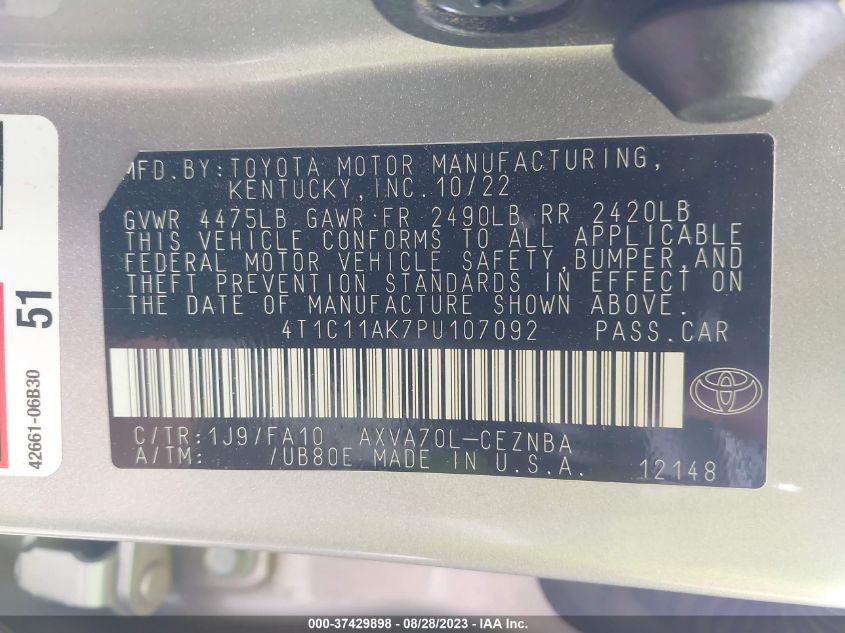 MFD. BY: TOYOTA MOTOR MANUFACTURING,
KENTUCKY, INC. 10/22
GVWR 4475LB GAWR FR 2490LB RR 2420LB
THIS VEHICLE CONFORMS TO ALL APPLICABLE
FEDERAL MOTOR VEHICLE SAFETY, BUMPER, AND
THEFT PREVENTION STANDARDS IN EFFECT ON
THE DATE OF MANUFACTURE SHOWN ABOVE.
4T1C11AK7PU107092 PASS. CAR
C/TR: 1J9/FA10 AXVA70L-CEZNBA
A/TM: /UB80E MADE IN U.S.A. 12148
51
42661-06B30
000-37429898 | 08/28/2023 | IAA Inc.